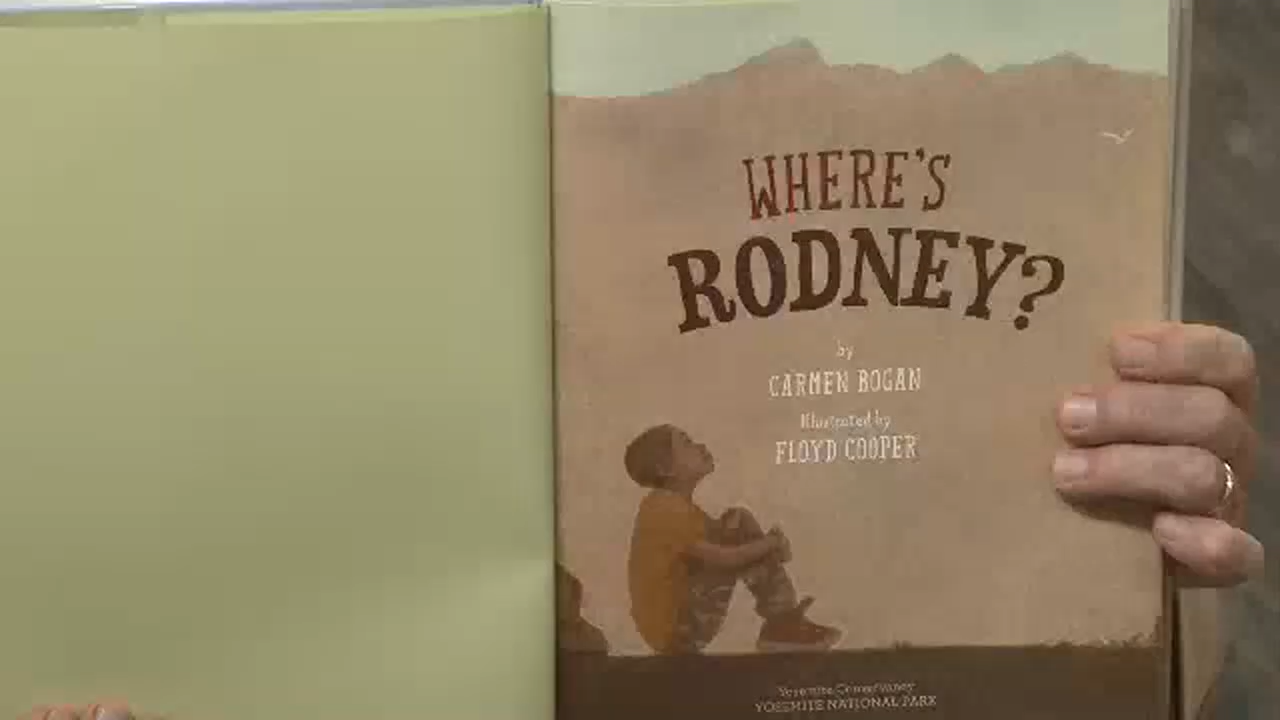 WHERE'S
RODNEY?
by
CARMEN BOGAN
Illustrated by
FLOYD COOPER
Yosemite Conservancy
YOSEMITE NATIONAL PARK